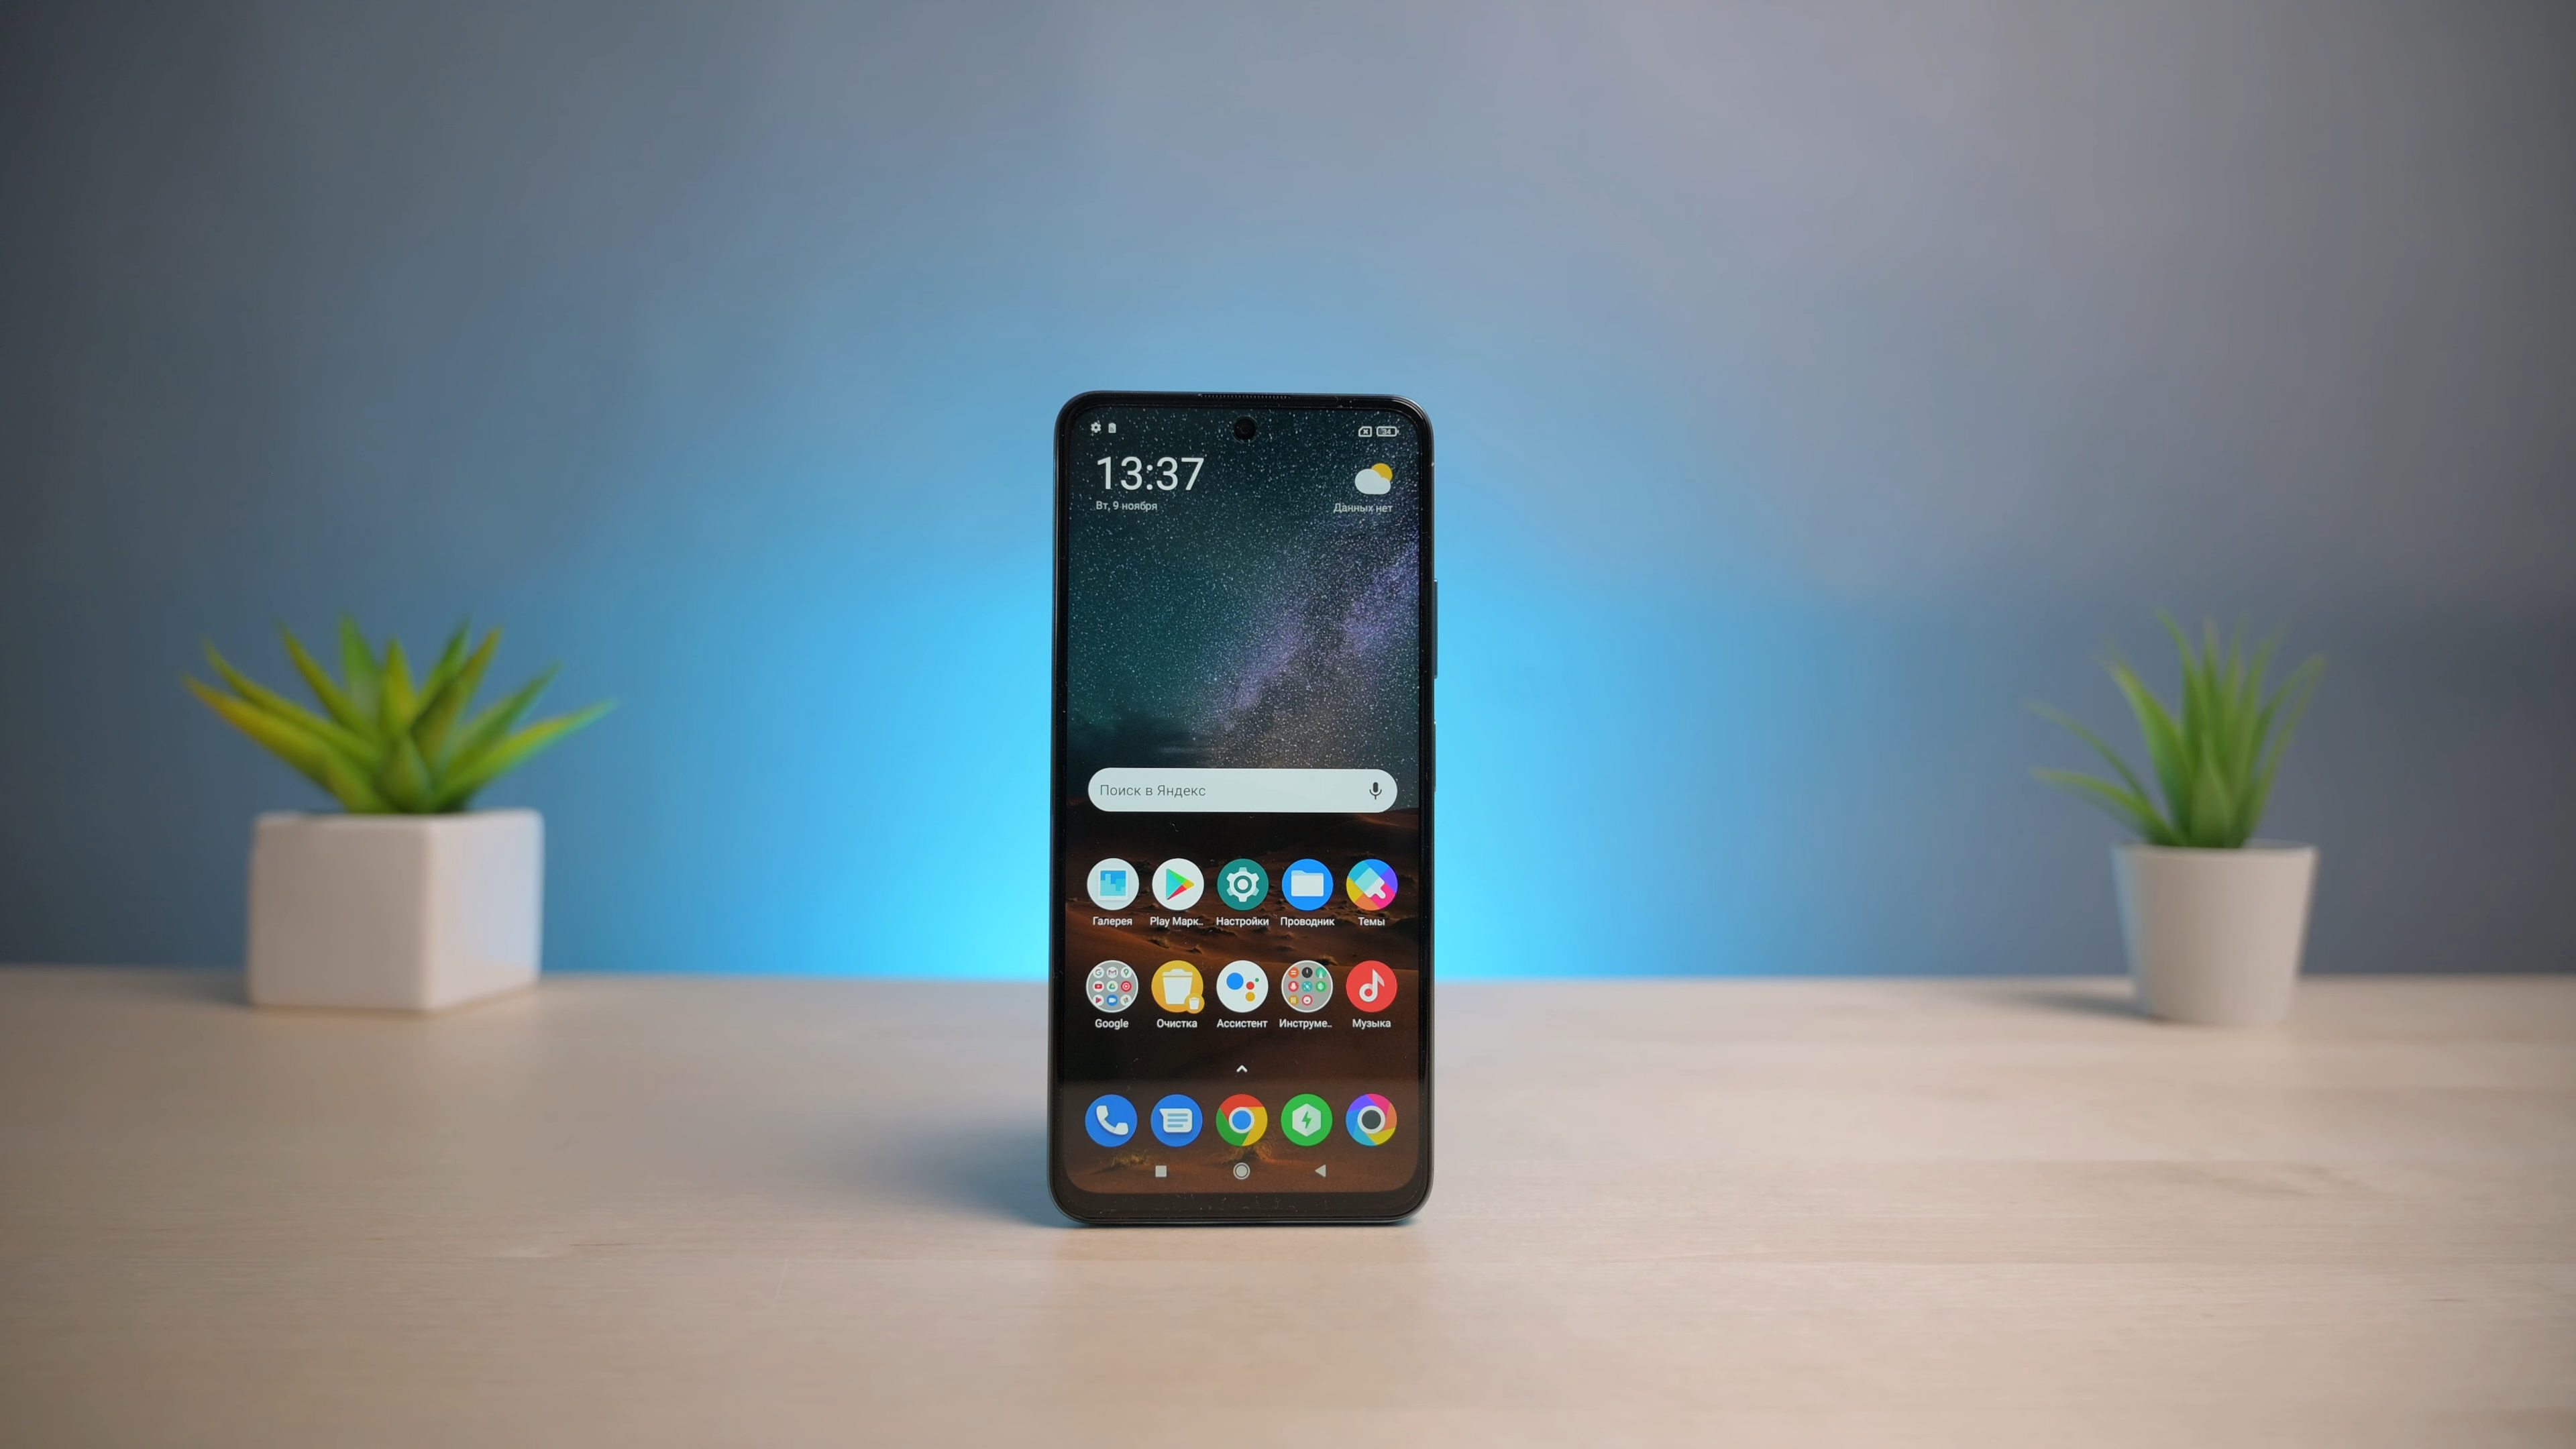 13:37
Вт, 9 ноября
Данных нет
Поиск в Яндекс
Галерея
Play Марк..
Настройки
Проводник
Темы
Google
Очистка
Ассистент
Инструме..
Музыка